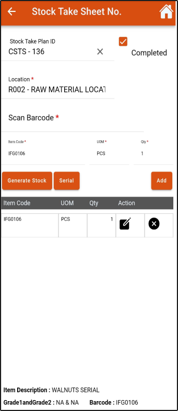 Stock Take Sheet No.
Stock Take Plan ID
CSTS - 136
Completed
Location *
R002 - RAW MATERIAL LOCAT
Scan Barcode *
Item Code * UOM * Qty *
IFG0106 PCS 1
Generate Stock Serial Add
Item Code UOM Qty Action
IFG0106 PCS 1
Item Description : WALNUTS SERIAL
Grade1andGrade2 : NA & NA Barcode : IFG0106